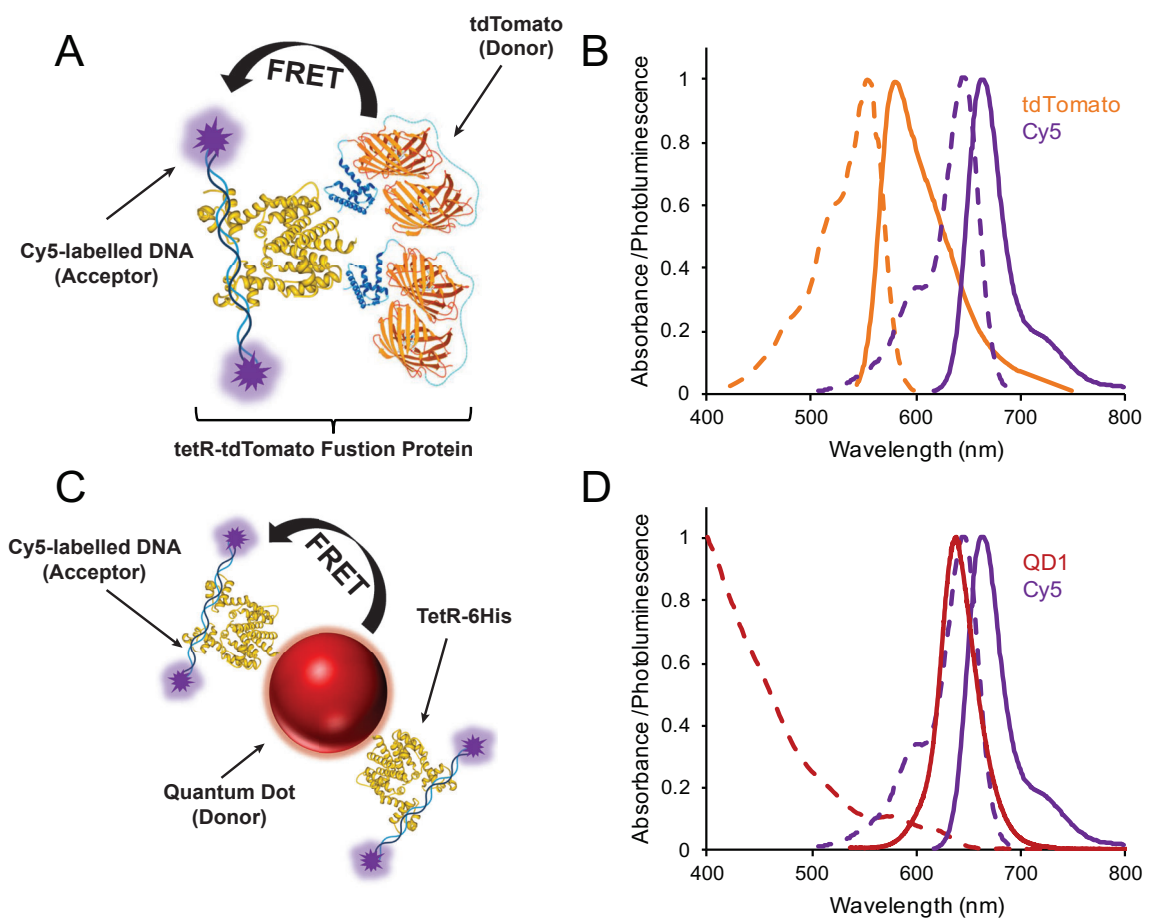 A
FRET
tdTomato
(Donor)
Cy5-labelled DNA
(Acceptor)
tetR-tdTomato Fustion Protein
B
Absorbance /Photoluminescence
1
0.8
0.6
0.4
0.2
0
400
500
600
700
800
Wavelength (nm)
tdTomato
Cy5
C
Cy5-labelled DNA
(Acceptor)
FRET
TetR-6His
Quantum Dot
(Donor)
D
Absorbance /Photoluminescence
1
0.8
0.6
0.4
0.2
0
400
500
600
700
800
Wavelength (nm)
QD1
Cy5